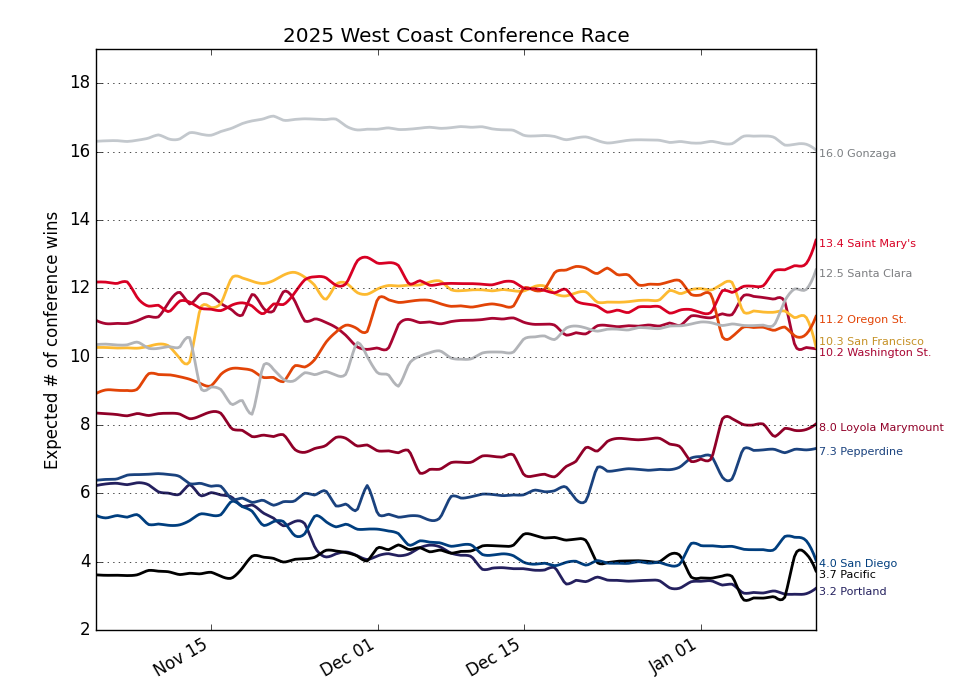 2025 West Coast Conference Race
Expected # of conference wins
18
16
14
12
10
8
6
4
2
Nov 15
Dec 01
Dec 15
Jan 01
16.0 Gonzaga
13.4 Saint Mary's
12.5 Santa Clara
11.2 Oregon St.
10.3 San Francisco
10.2 Washington St.
8.0 Loyola Marymount
7.3 Pepperdine
4.0 San Diego
3.7 Pacific
3.2 Portland